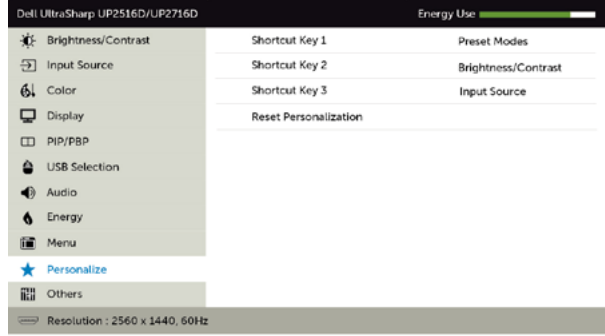 Dell UltraSharp UP2516D/UP2716D Energy Use
Brightness/Contrast Shortcut Key 1 Preset Modes
Input Source Shortcut Key 2 Brightness/Contrast
Color Shortcut Key 3 Input Source
Display Reset Personalization
PIP/PBP
USB Selection
Audio
Energy
Menu
Personalize
Others
Resolution : 2560 x 1440, 60Hz